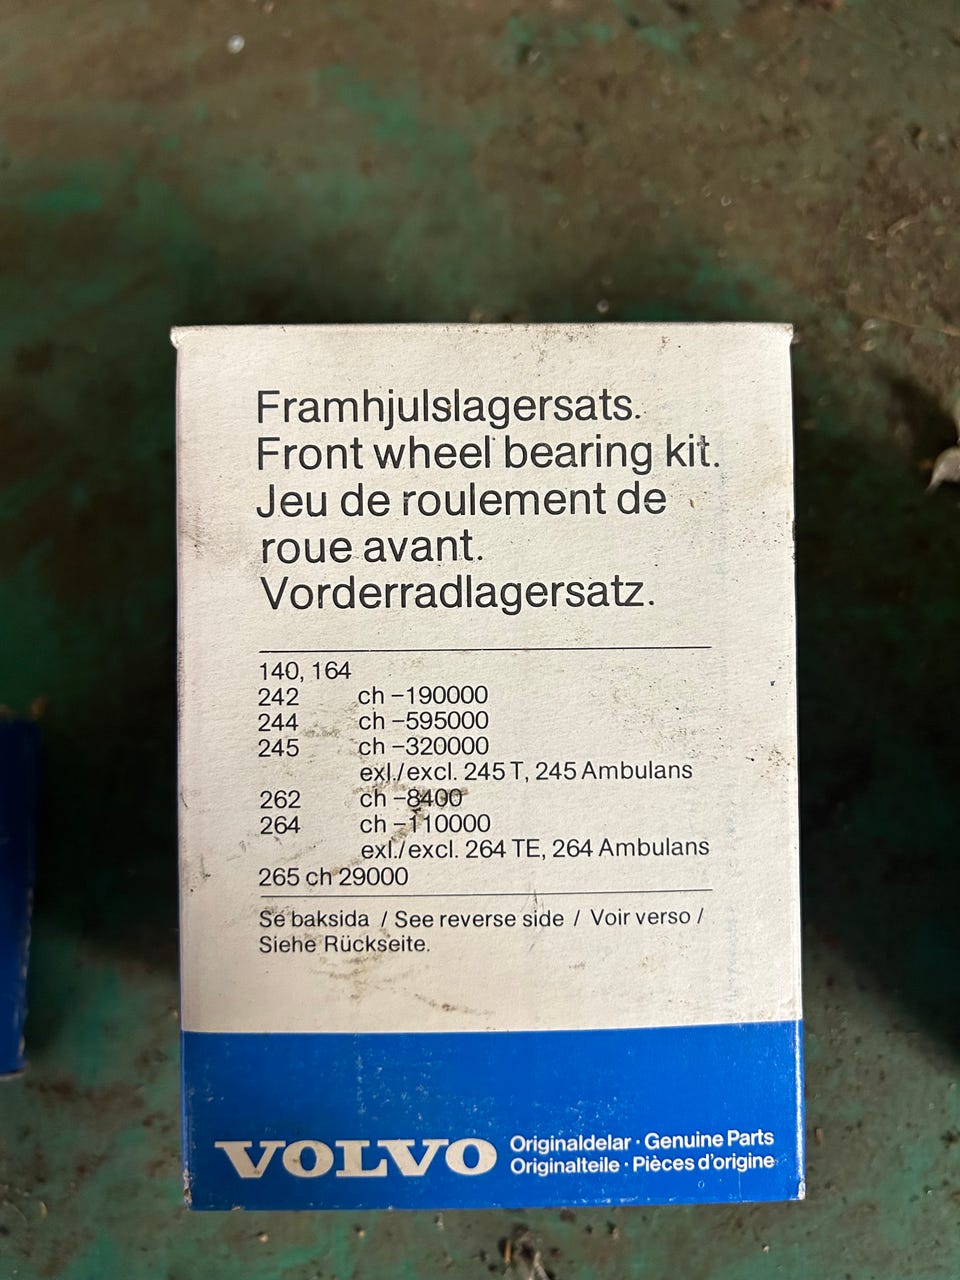 Framhjulslagersats.
Front wheel bearing kit.
Jeu de roulement de
roue avant.
Vorderradlagersatz.
140, 164
242 ch –190000
244 ch –595000
245 ch –320000
exl./excl. 245 T, 245 Ambulans
262 ch –8400
264 ch –110000
exl./excl. 264 TE, 264 Ambulans
265 ch 29000
Se baksida / See reverse side / Voir verso /
Siehe Rückseite.
VOLVO
Originaldelar · Genuine Parts
Originalteile · Pièces d'origine